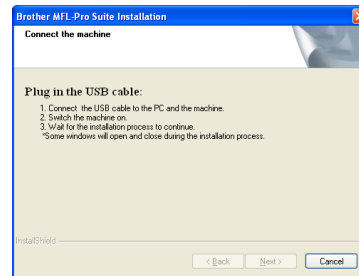 Brother MFL-Pro Suite Installation
Connect the machine
Plug in the USB cable:
1. Connect the USB cable to the PC and the machine.
2. Switch the machine on.
3. Wait for the installation process to continue.
*Some windows will open and close during the installation process.
InstallShield
< Back Next > Cancel